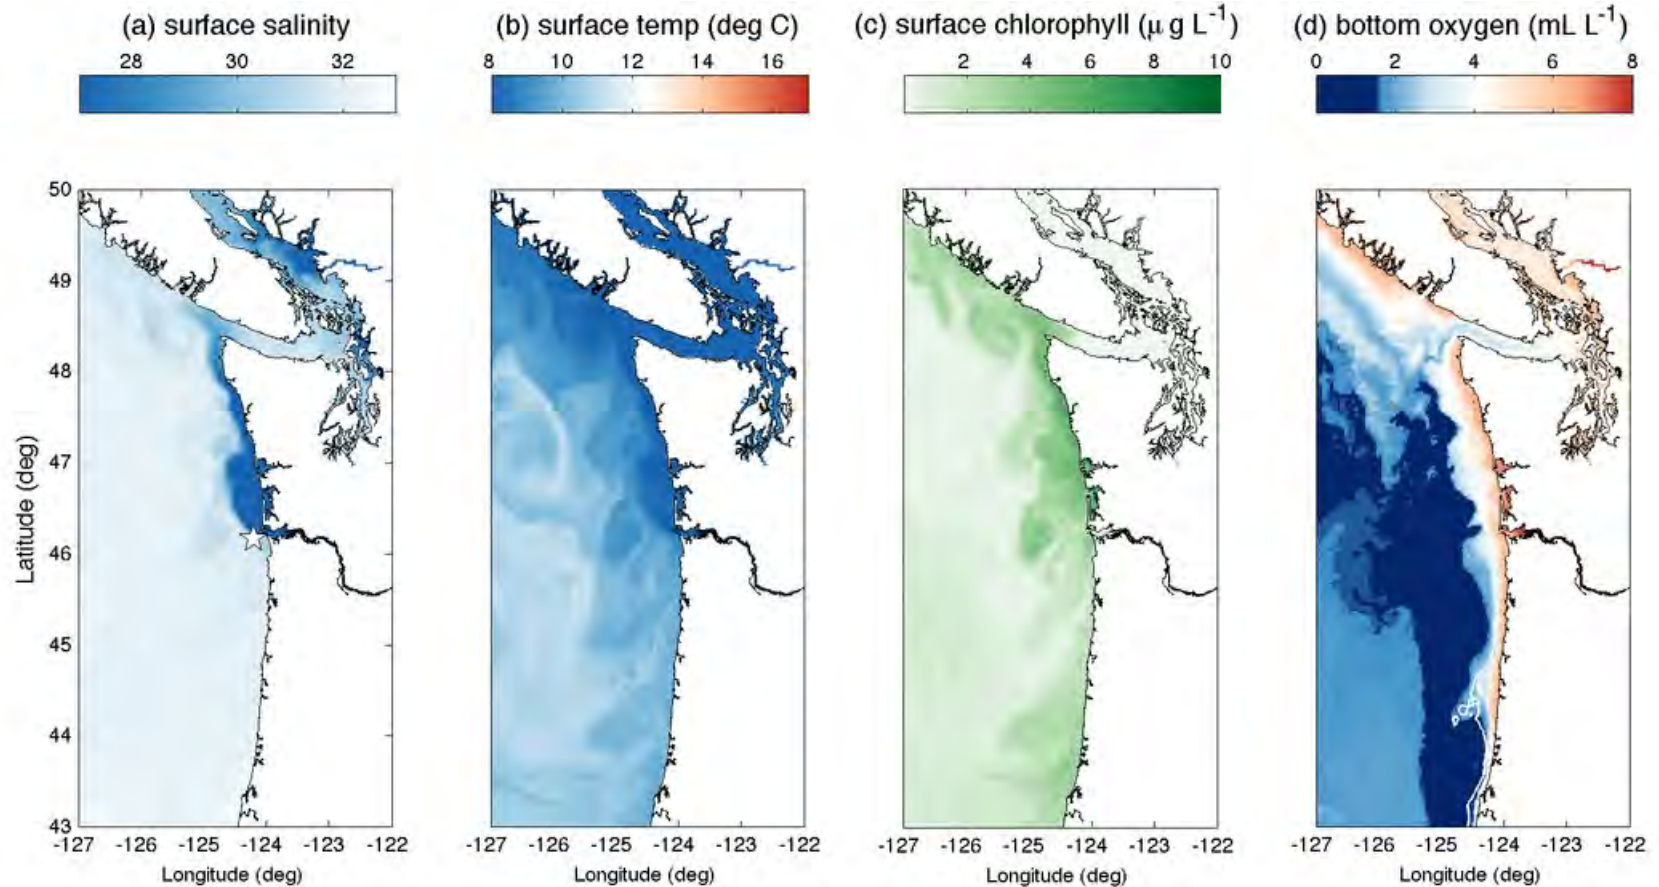 (a) surface salinity (b) surface temp (deg C) (c) surface chlorophyll (μ g L-1) (d) bottom oxygen (mL L-1)
28 30 32 8 10 12 14 16 2 4 6 8 10 0 2 4 6 8
50
49
48
47
46
45
44
43
Latitude (deg)
-127 -126 -125 -124 -123 -122 -127 -126 -125 -124 -123 -122 -127 -126 -125 -124 -123 -122 -127 -126 -125 -124 -123 -122
Longitude (deg) Longitude (deg) Longitude (deg) Longitude (deg)